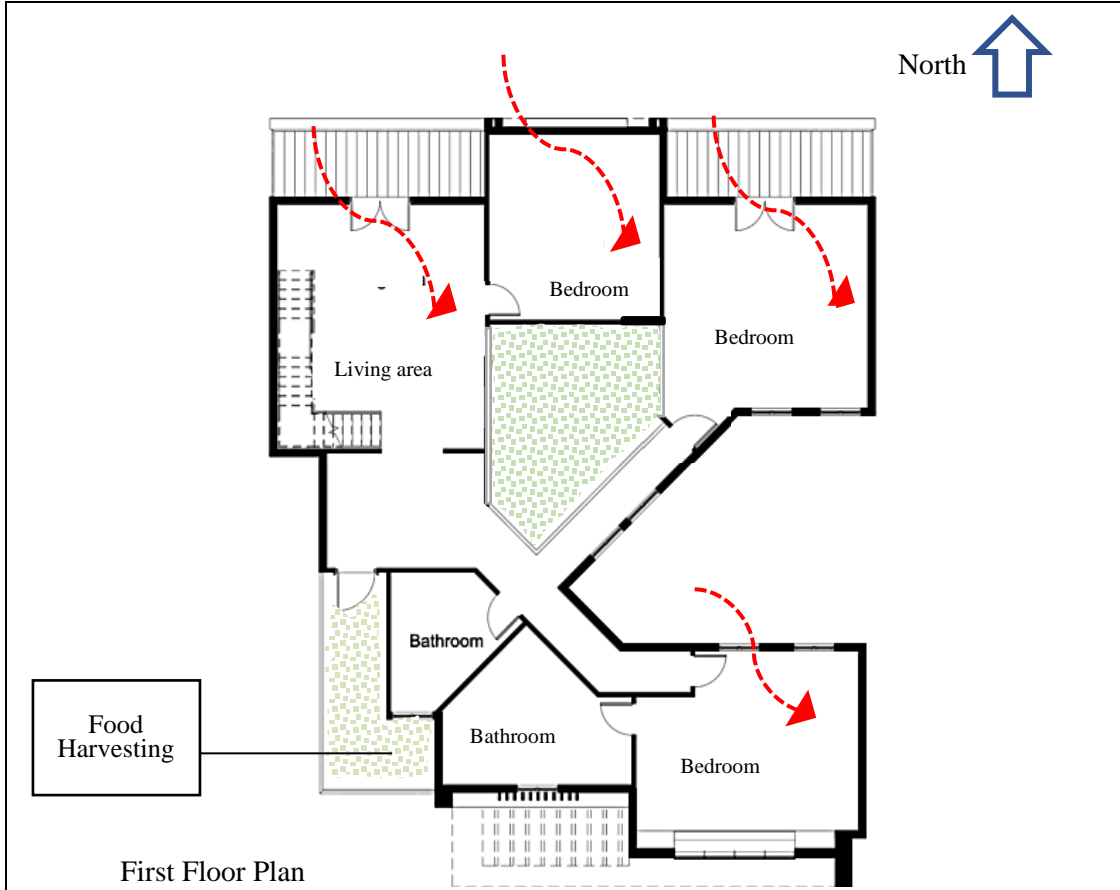 North
Bedroom
Bedroom
Living area
Bathroom
Food
Harvesting
Bathroom
Bedroom
First Floor Plan